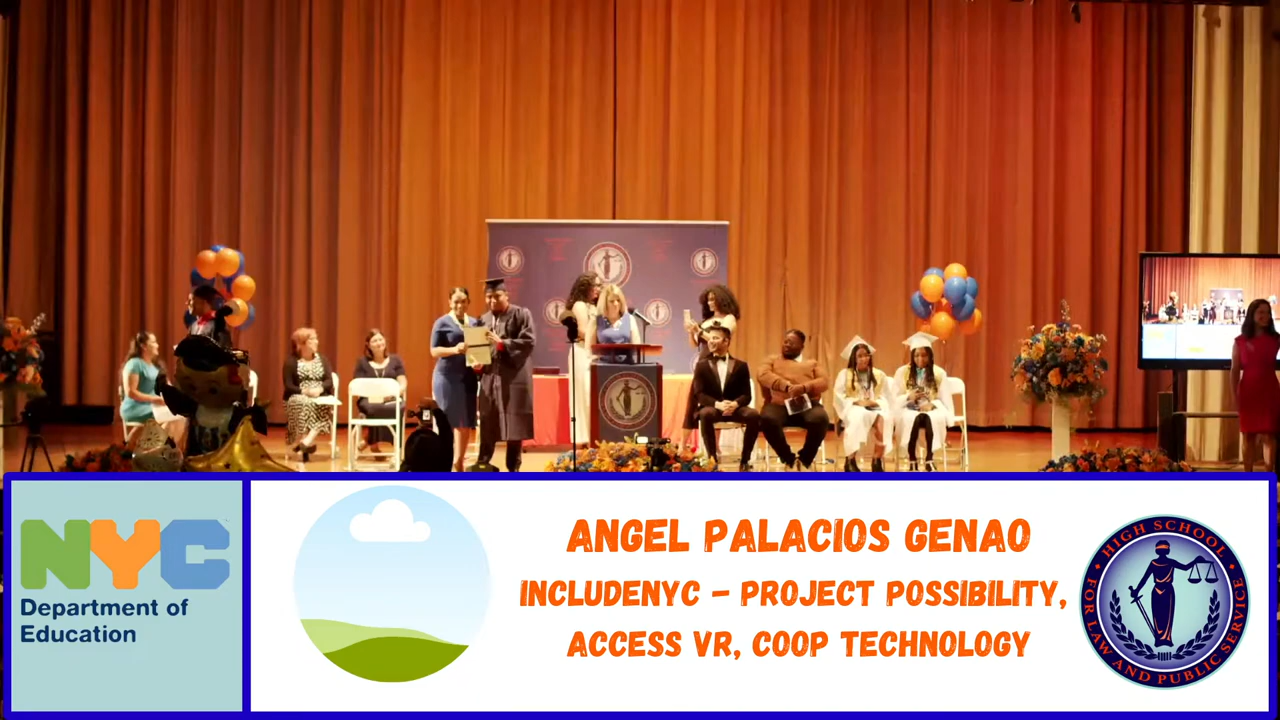 NYC
Department of
Education
ANGEL PALACIOS GENAO
INCLUDENYC – PROJECT POSSIBILITY,
ACCESS VR, COOP TECHNOLOGY
HIGH SCHOOL
FOR LAW AND PUBLIC SERVICE